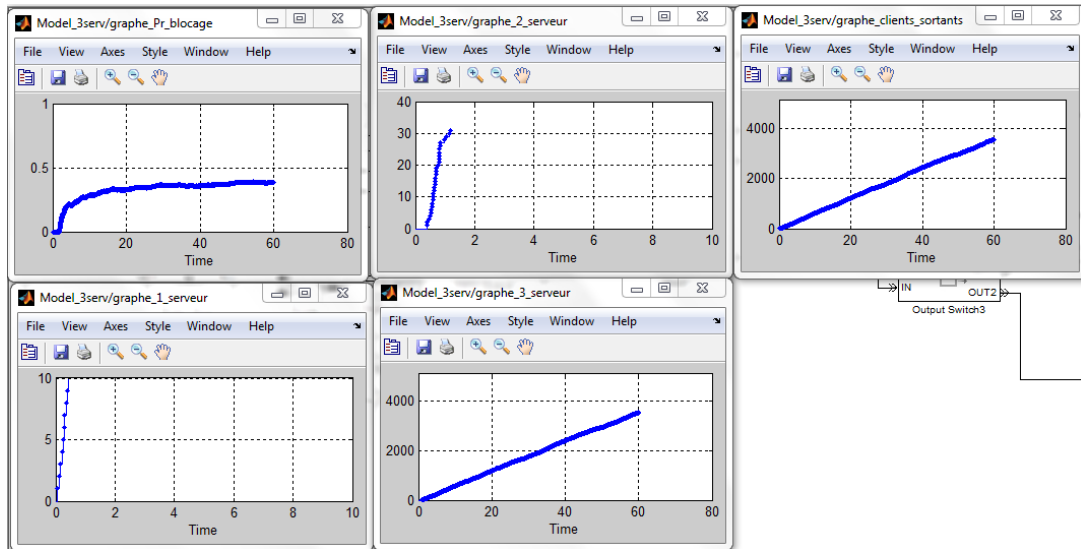 Model_3serv/graphe_Pr_blocage
File View Axes Style Window Help
1
0.5
0
0 20 40 60 80
Time
Model_3serv/graphe_2_serveur
File View Axes Style Window Help
40
30
20
10
0
0 2 4 6 8 10
Time
Model_3serv/graphe_clients_sortants
File View Axes Style Window Help
4000
2000
0
0 20 40 60 80
Time
Model_3serv/graphe_1_serveur
File View Axes Style Window Help
10
5
0
0 2 4 6 8 10
Time
Model_3serv/graphe_3_serveur
File View Axes Style Window Help
4000
2000
0
0 20 40 60 80
Time
IN
OUT2
Output Switch3